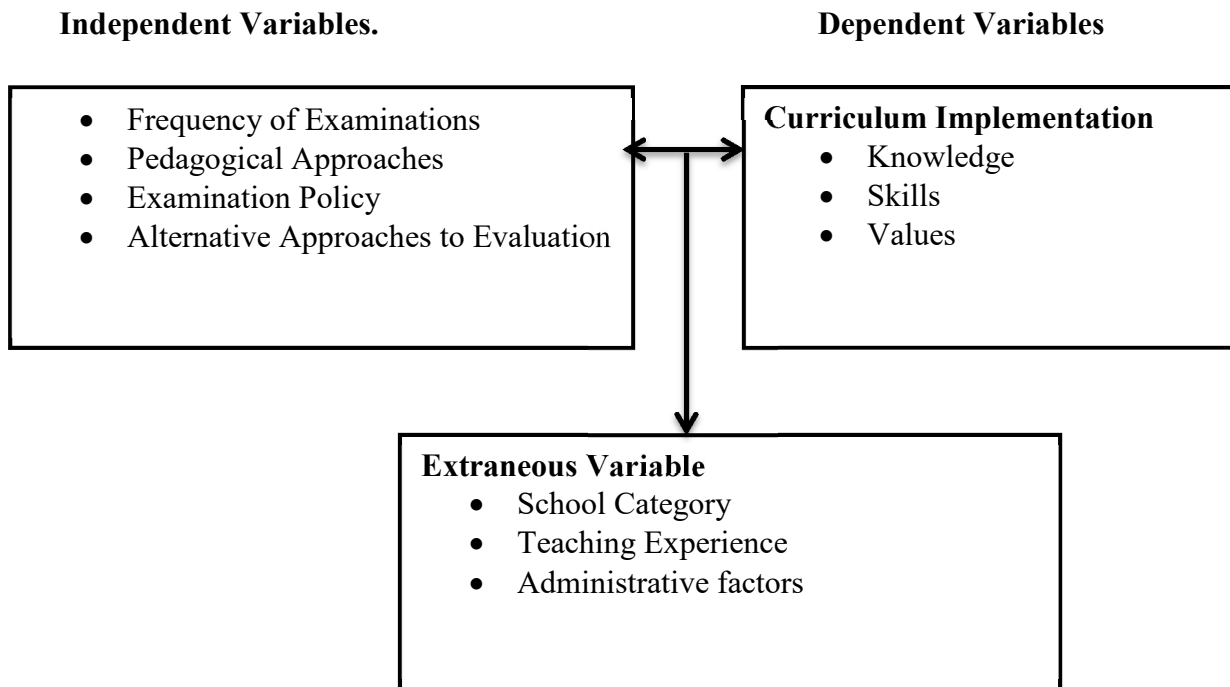 Independent Variables.
Dependent Variables
• Frequency of Examinations
• Pedagogical Approaches
• Examination Policy
• Alternative Approaches to Evaluation
Curriculum Implementation
• Knowledge
• Skills
• Values
Extraneous Variable
• School Category
• Teaching Experience
• Administrative factors